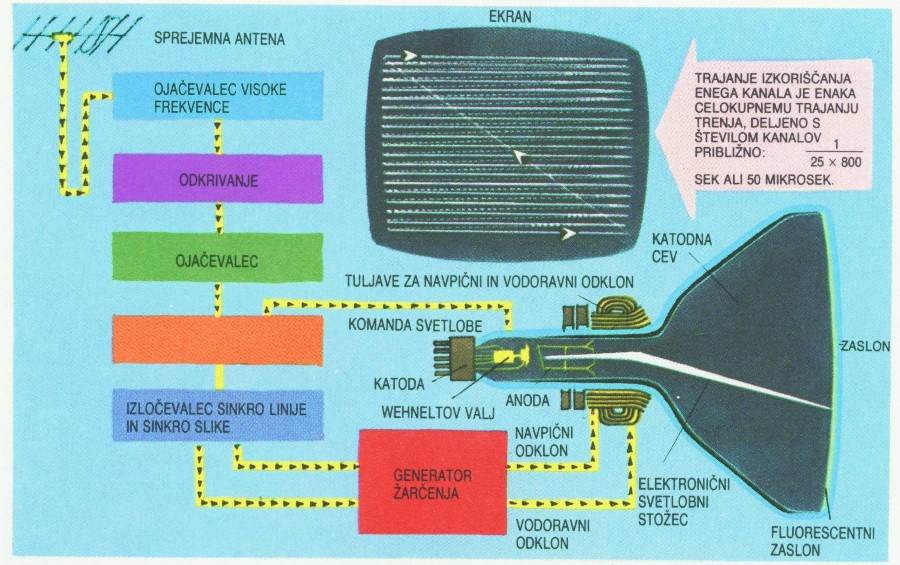 EKRAN
SPREJEMNA ANTENA
OJAČEVALEC VISOKE
FREKVENCE
ODKRIVANJE
OJAČEVALEC
IZLOČEVALEC SINKRO LINJE
IN SINKRO SLIKE
TRAJANJE IZKORIŠČANJA
ENEGA KANALA JE ENAKA
CELOKUPNEMU TRAJANJU
TRENJA, DELJENO S
ŠTEVILOM KANALOV
PRIBLIŽNO: 1
25 × 800
SEK ALI 50 MIKROSEK.
KATODNA
CEV
TULJAVE ZA NAVPIČNI IN VODORAVNI ODKLON
KOMANDA SVETLOBE
ZASLON
KATODA
ANODA
WEHNELTOV VALJ
NAVPIČNI
ODKLON
GENERATOR
ŽARČENJA
ELEKTRONIČNI
SVETLOBNI
STOŽEC
VODORAVNI
ODKLON
FLUORESCENTNI
ZASLON